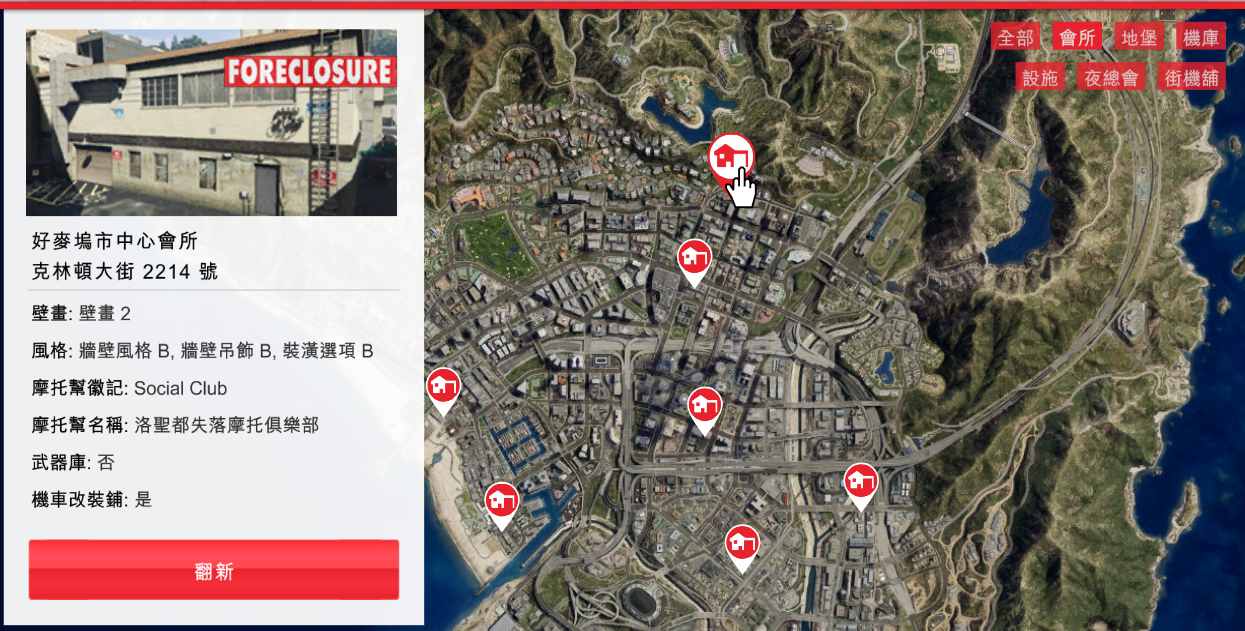 FORECLOSURE
好麥塢市中心會所
克林頓大街 2214 號
壁畫: 壁畫 2
風格: 牆壁風格 B, 牆壁吊飾 B, 裝潢選項 B
摩托幫徽記: Social Club
摩托幫名稱: 洛聖都失落摩托俱樂部
武器庫: 否
機車改裝鋪: 是
翻新
全部 會所 地堡 機庫
設施 夜總會 街機舖